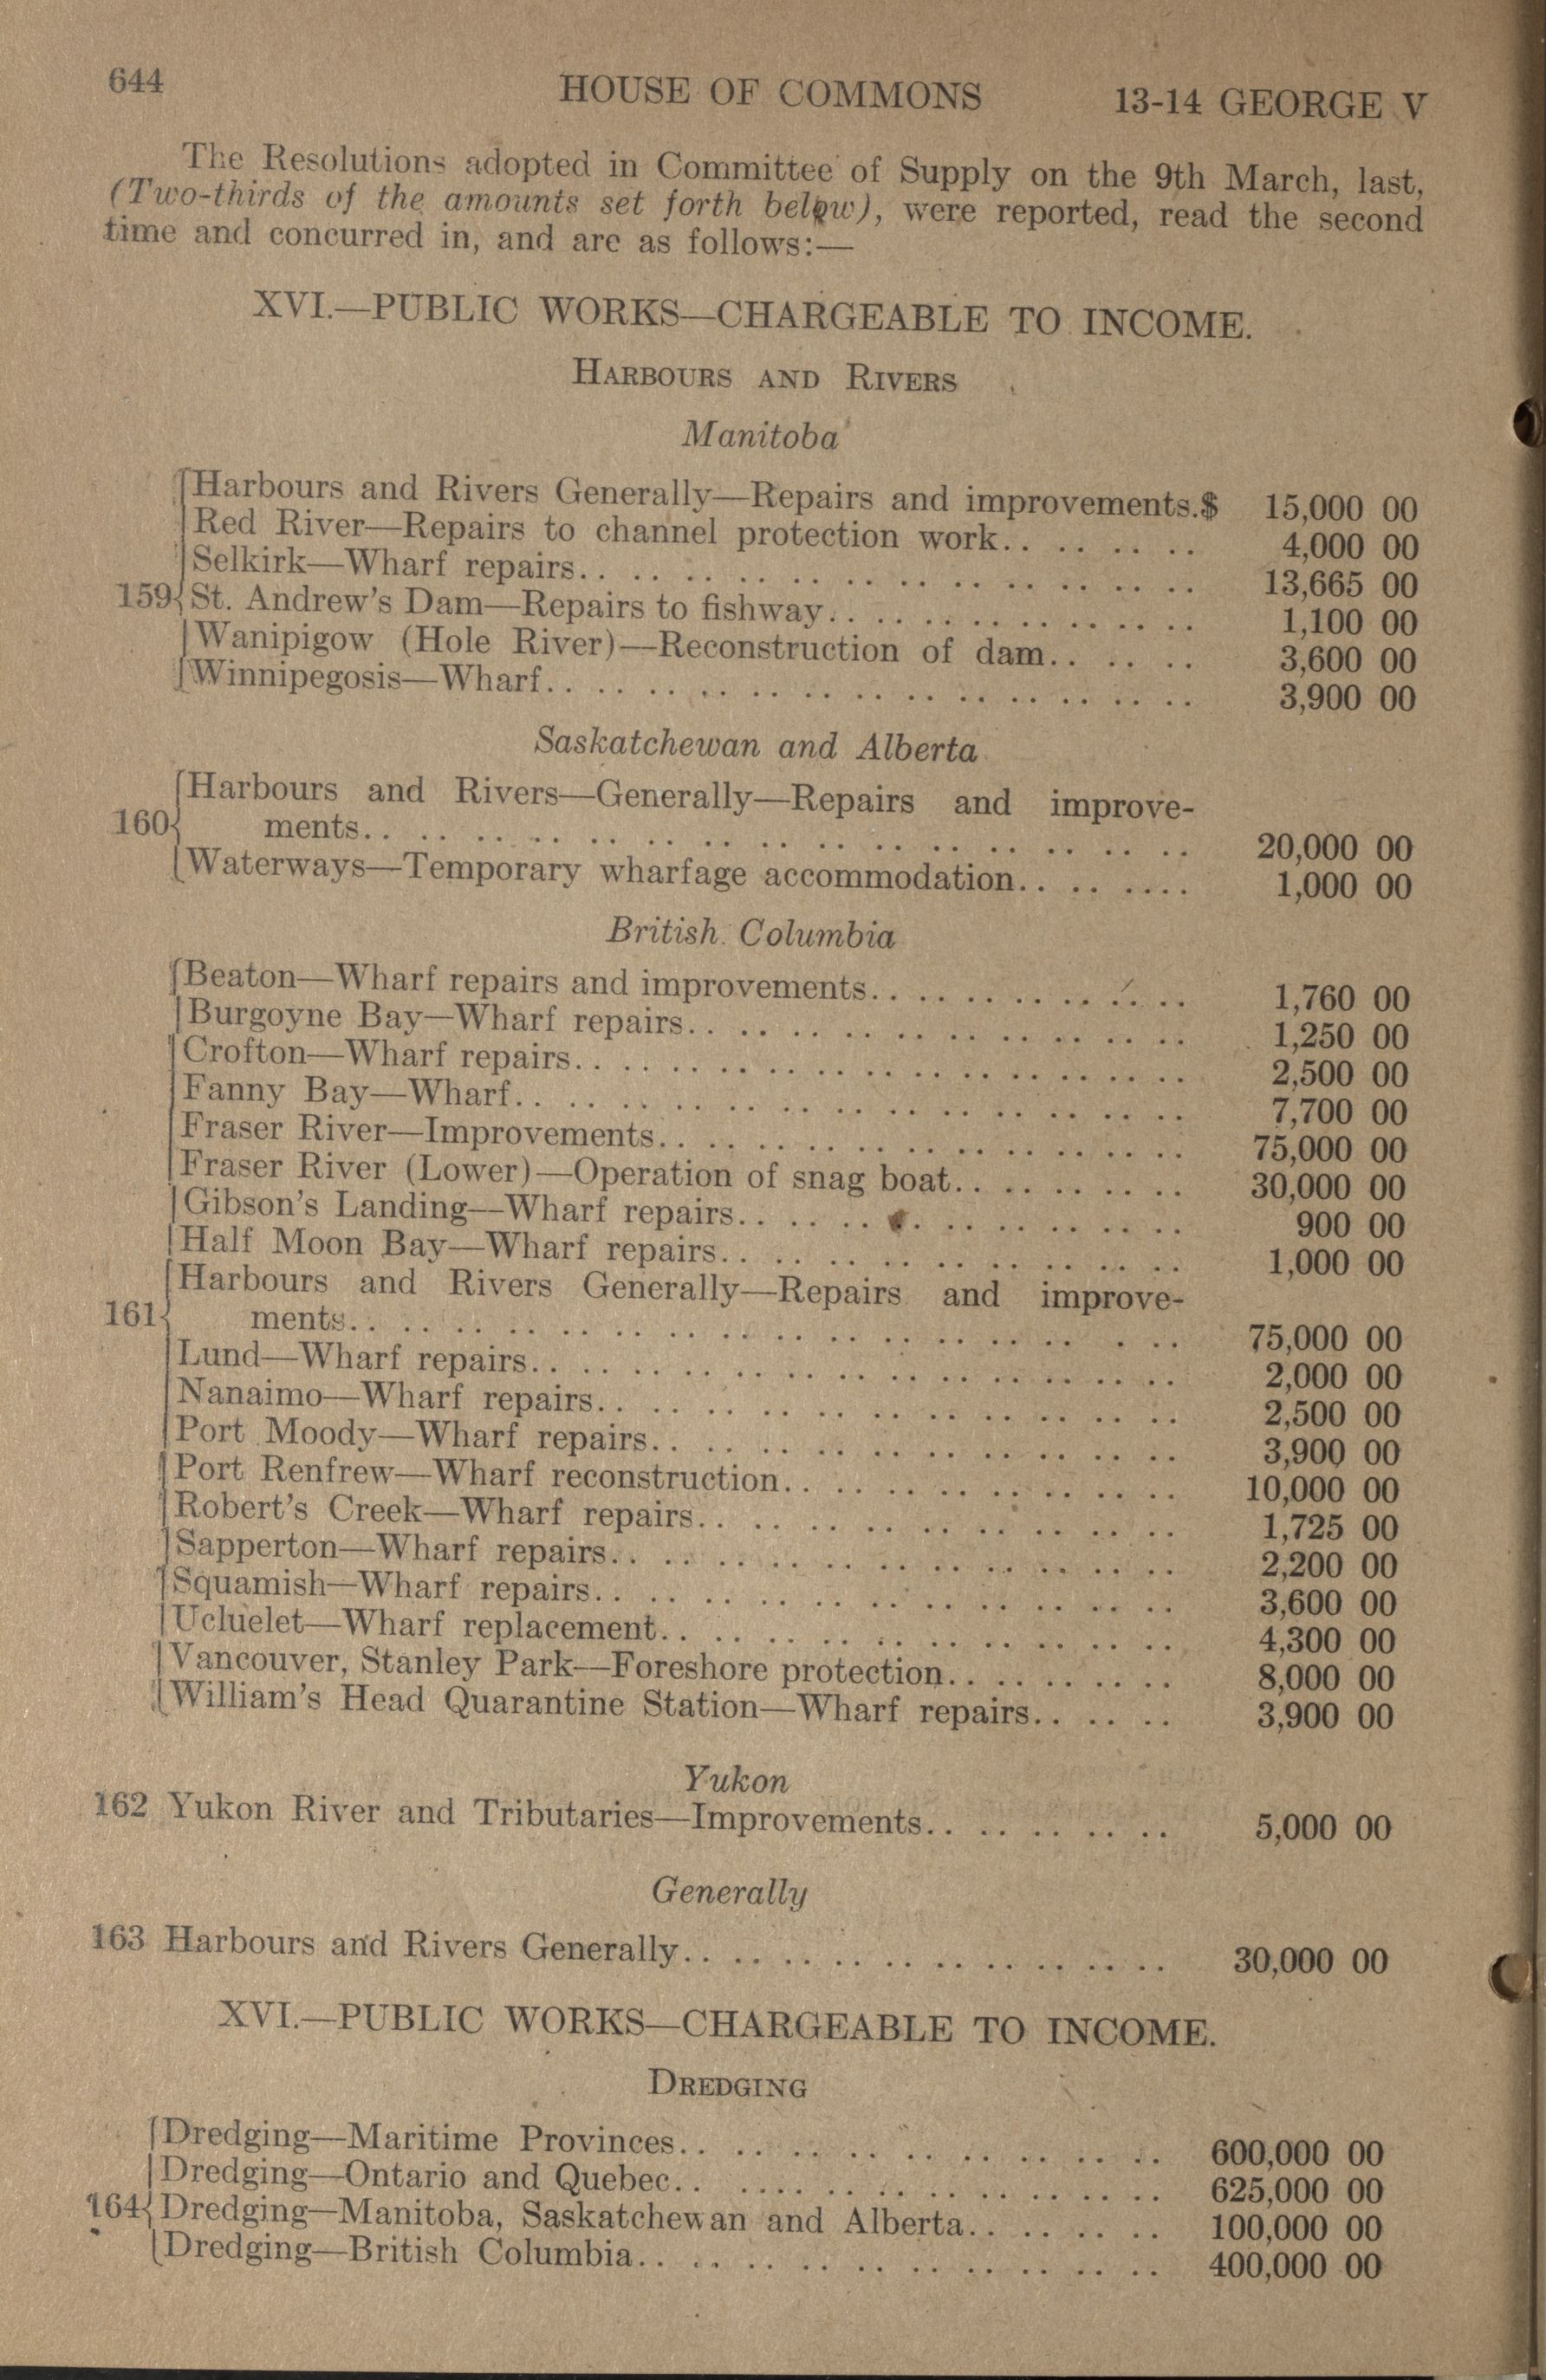 644 HOUSE OF COMMONS 13-14 GEORGE V
The Resolutions adopted in Committee of Supply on the 9th March, last,
(Two-thirds of the amounts set forth below), were reported, read the second
time and concurred in, and are as follows:—
XVI.—PUBLIC WORKS—CHARGEABLE TO INCOME.
HARBOURS AND RIVERS
Manitoba
Harbours and Rivers Generally—Repairs and improvements.$ 15,000 00
Red River—Repairs to channel protection work.. .. .. .. 4,000 00
Selkirk—Wharf repairs.. .. .. .. .. .. .. .. .. .. .. .. 13,665 00
159 { St. Andrew's Dam—Repairs to fishway.. .. .. .. .. .. .. 1,100 00
Wanipigow (Hole River)—Reconstruction of dam.. .. .. 3,600 00
Winnipegosis—Wharf.. .. .. .. .. .. .. .. .. .. .. .. .. 3,900 00
Saskatchewan and Alberta
Harbours and Rivers—Generally—Repairs and improve-
160 { ments.. .. .. .. .. .. .. .. .. .. .. .. .. .. .. 20,000 00
Waterways—Temporary wharfage accommodation.. .. .... 1,000 00
British Columbia
Beaton—Wharf repairs and improvements.. .. .. .. .. .. .. 1,760 00
Burgoyne Bay—Wharf repairs.. .. .. .. .. .. .. .. .. .. 1,250 00
Crofton—Wharf repairs.. .. .. .. .. .. .. .. .. .. .. .. 2,500 00
Fanny Bay—Wharf.. .. .. .. .. .. .. .. .. .. .. .. .. 7,700 00
Fraser River—Improvements.. .. .. .. .. .. .. .. .. .. 75,000 00
Fraser River (Lower)—Operation of snag boat.. .. .. .. .. 30,000 00
Gibson's Landing—Wharf repairs.. .. .. .. .. .. .. .. .. 900 00
Half Moon Bay—Wharf repairs.. .. .. .. .. .. .. .. .. 1,000 00
Harbours and Rivers Generally—Repairs and improve-
161 { ments.. .. .. .. .. .. .. .. .. .. .. .. .. .. . .. 75,000 00
Lund—Wharf repairs.. .. .. .. .. .. .. .. .. .. .. .. .. 2,000 00
Nanaimo—Wharf repairs.. .. .. .. .. .. .. .. .. .. .. 2,500 00
Port Moody—Wharf repairs.. .. .. .. .. .. .. .. .. .. 3,900 00
Port Renfrew—Wharf reconstruction.. .. .. .. .. .. .. .. 10,000 00
Robert's Creek—Wharf repairs.. .. .. .. .. .. .. .. .. 1,725 00
Sapperton—Wharf repairs.. .. .. .. .. .. .. .. .. .. .. 2,200 00
Squamish—Wharf repairs.. .. .. .. .. .. .. .. .. .. .. 3,600 00
Ucluelet—Wharf replacement.. .. .. .. .. .. .. .. .. .. 4,300 00
Vancouver, Stanley Park—Foreshore protection.. .. .. .. .. 8,000 00
William's Head Quarantine Station—Wharf repairs.. .. .. 3,900 00
Yukon
162 Yukon River and Tributaries—Improvements.. .. .. .. .. 5,000 00
Generally
163 Harbours and Rivers Generally.. .. .. .. .. .. .. .. .. .. 30,000 00
XVI.—PUBLIC WORKS—CHARGEABLE TO INCOME.
DREDGING
Dredging—Maritime Provinces.. .. .. .. .. .. .. .. .. 600,000 00
Dredging—Ontario and Quebec.. .... .. .. .. .. .. .. .. 625,000 00
164 { Dredging—Manitoba, Saskatchewan and Alberta.. .. .. .. 100,000 00
Dredging—British Columbia.. .. .. .. .. .. .. .. .. .. 400,000 00